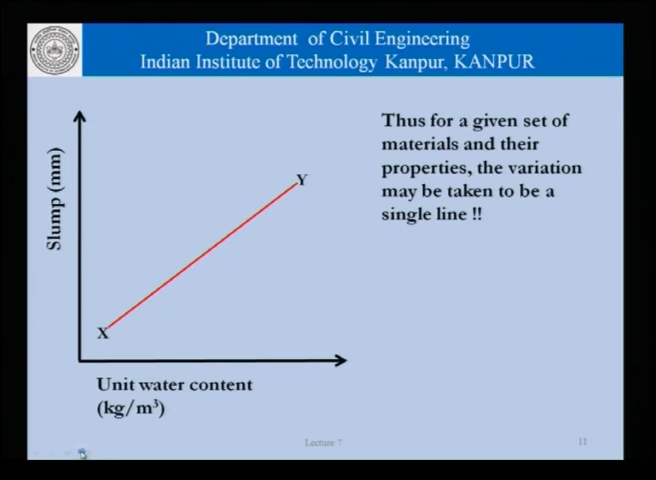 Department of Civil Engineering
Indian Institute of Technology Kanpur, KANPUR
Thus for a given set of
materials and their
properties, the variation
may be taken to be a
single line !!
Slump (mm)
Y
X
Unit water content
(kg/m³)
Lecture 7
11